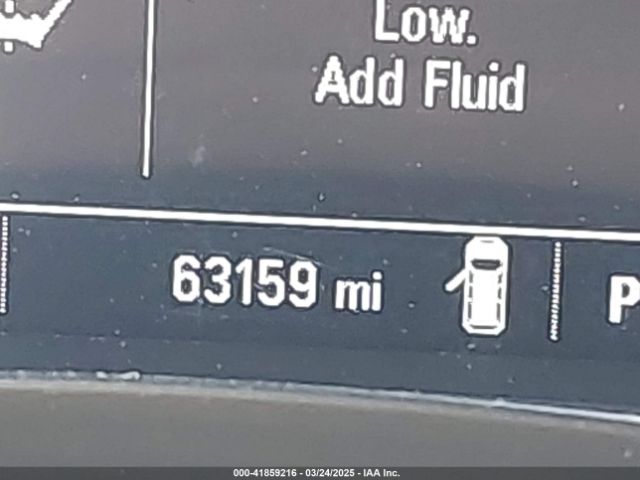 Low.
Add Fluid
63159 mi
P
000-41859216 - 03/24/2025 - IAA Inc.